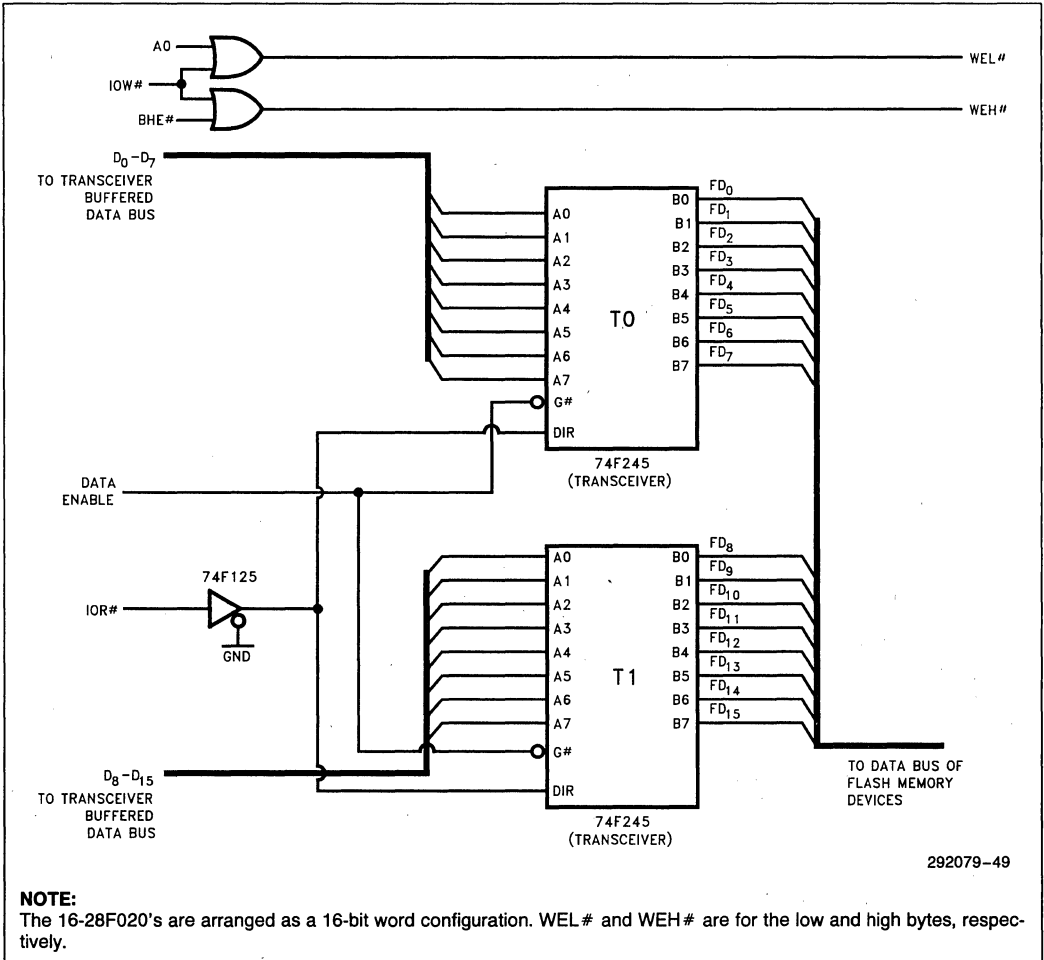 A0
WEL#
IOW#
WEH#
BHE#
D0-D7
TO TRANSCEIVER
BUFFERED
DATA BUS
A0
A1
A2
A3
A4
A5
A6
A7
G#
DIR
T0
B0
B1
B2
B3
B4
B5
B6
B7
FD0
FD1
FD2
FD3
FD4
FD5
FD6
FD7
74F245
(TRANSCEIVER)
DATA
ENABLE
74F125
IOR#
GND
A0
A1
A2
A3
A4
A5
A6
A7
G#
DIR
T1
B0
B1
B2
B3
B4
B5
B6
B7
FD8
FD9
FD10
FD11
FD12
FD13
FD14
FD15
D8-D15
TO TRANSCEIVER
BUFFERED
DATA BUS
TO DATA BUS OF
FLASH MEMORY
DEVICES
74F245
(TRANSCEIVER)
292079-49
NOTE:
The 16-28F020's are arranged as a 16-bit word configuration. WEL# and WEH# are for the low and high bytes, respec-
tively.